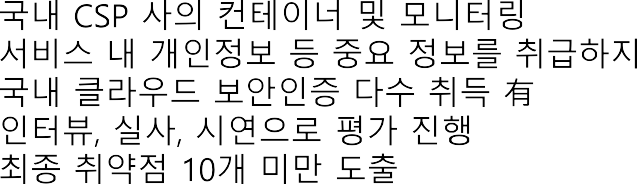 국내 CSP 사의 컨테이너 및 모니터링
서비스 내 개인정보 등 중요 정보를 취급하지
국내 클라우드 보안인증 다수 취득 有
인터뷰, 실사, 시연으로 평가 진행
최종 취약점 10개 미만 도출